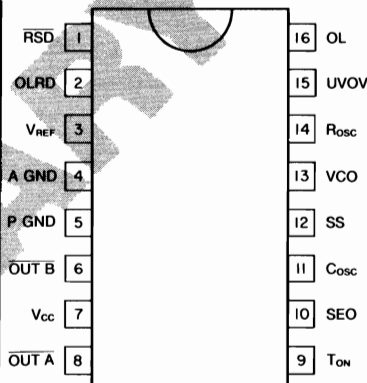 RSD 1 16 OL
OLRD 2 15 UVOV
VREF 3 14 Rosc
A GND 4 13 VCO
P GND 5 12 SS
OUT B 6 11 Cosc
Vcc 7 10 SEO
OUT A 8 9 TON